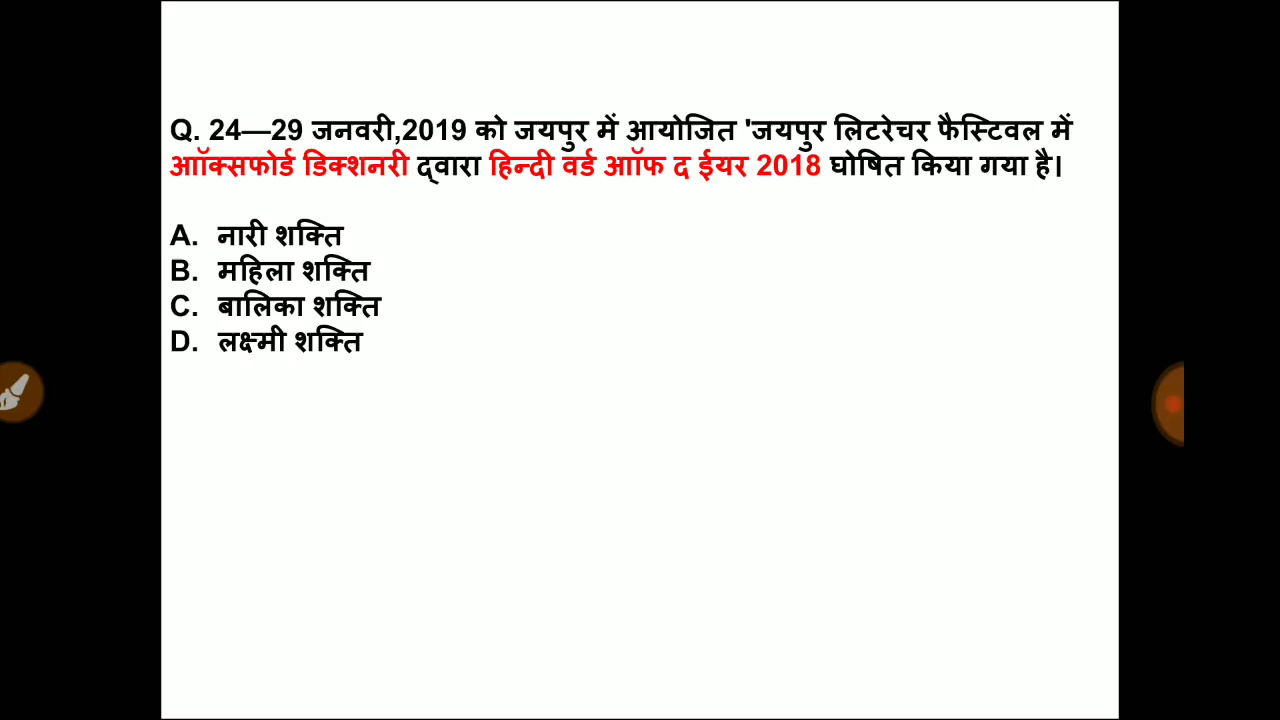 Q. 24—29 जनवरी,2019 को जयपुर में आयोजित 'जयपुर लिटरेचर फैस्टिवल में
ऑक्सफोर्ड डिक्शनरी द्वारा हिन्दी वर्ड ऑफ द ईयर 2018 घोषित किया गया है।
A. नारी शक्ति
B. महिला शक्ति
C. बालिका शक्ति
D. लक्ष्मी शक्ति